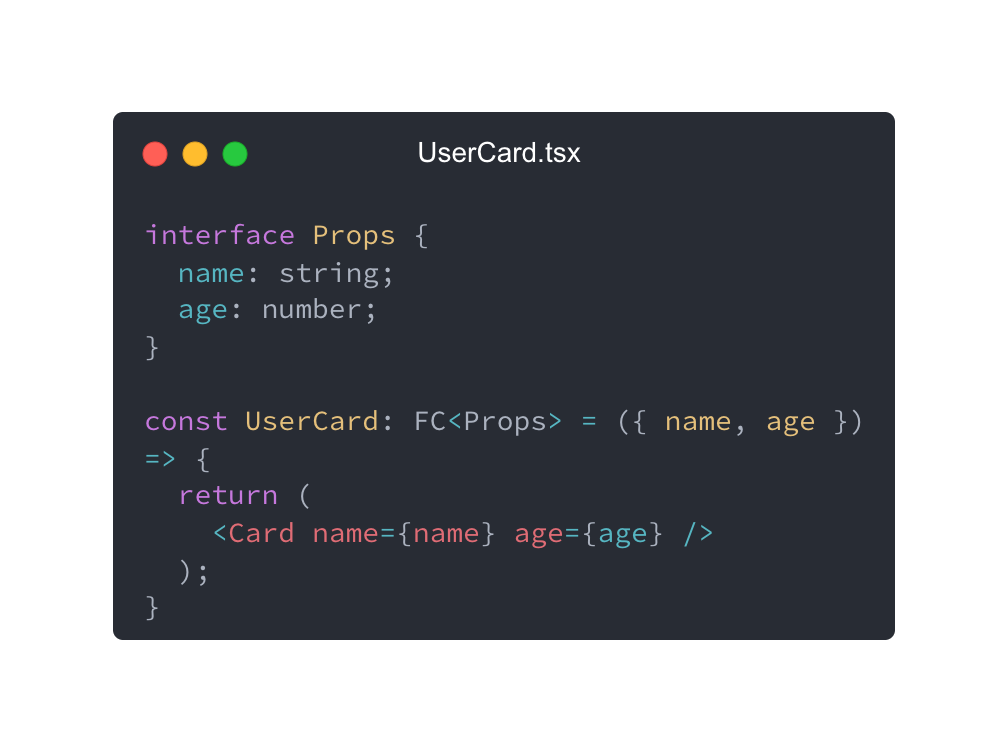 UserCard.tsx
interface Props {
  name: string;
  age: number;
}

const UserCard: FC<Props> = ({ name, age })
=> {
  return (
    <Card name={name} age={age} />
  );
}